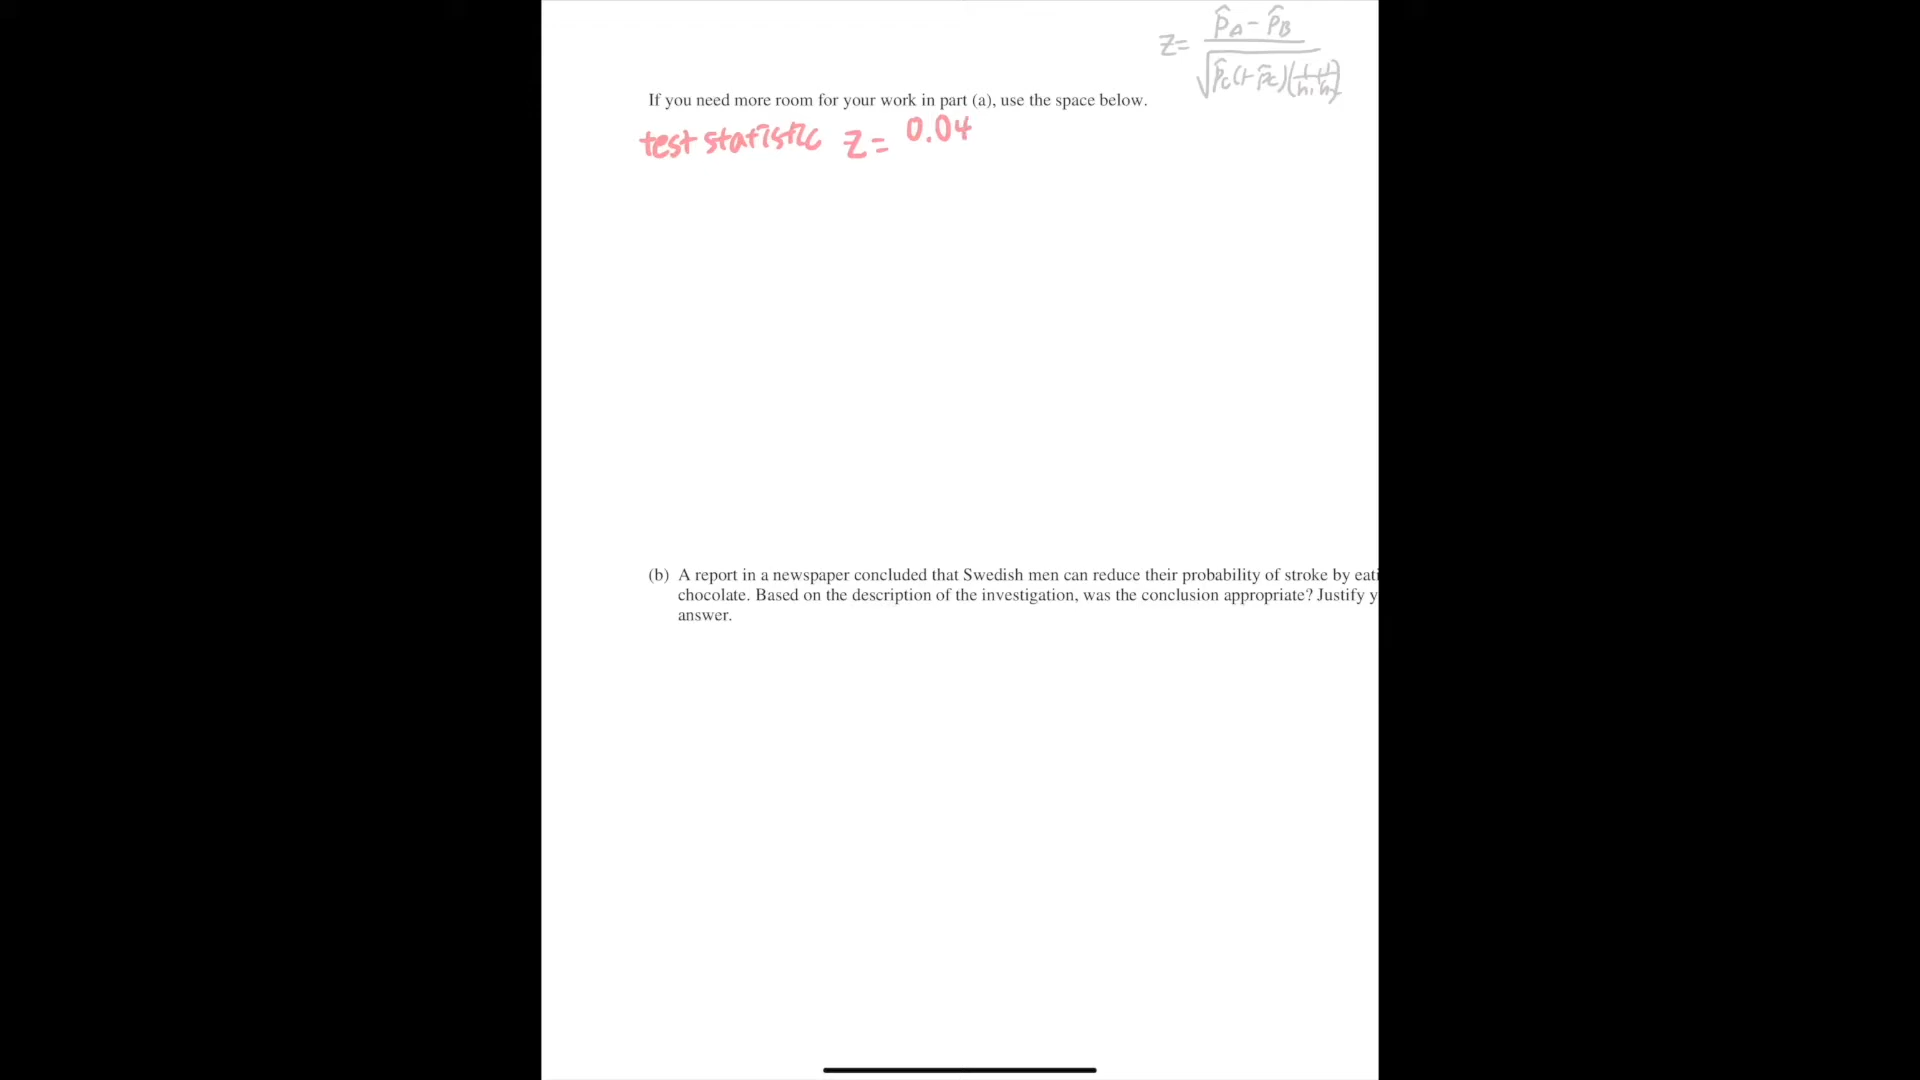 z= p̂A - p̂B
√p̂c(1-p̂c)(1/n₁+1/n₂)
If you need more room for your work in part (a), use the space below.
test statistic z= 0.04
(b) A report in a newspaper concluded that Swedish men can reduce their probability of stroke by eati
chocolate. Based on the description of the investigation, was the conclusion appropriate? Justify y
answer.